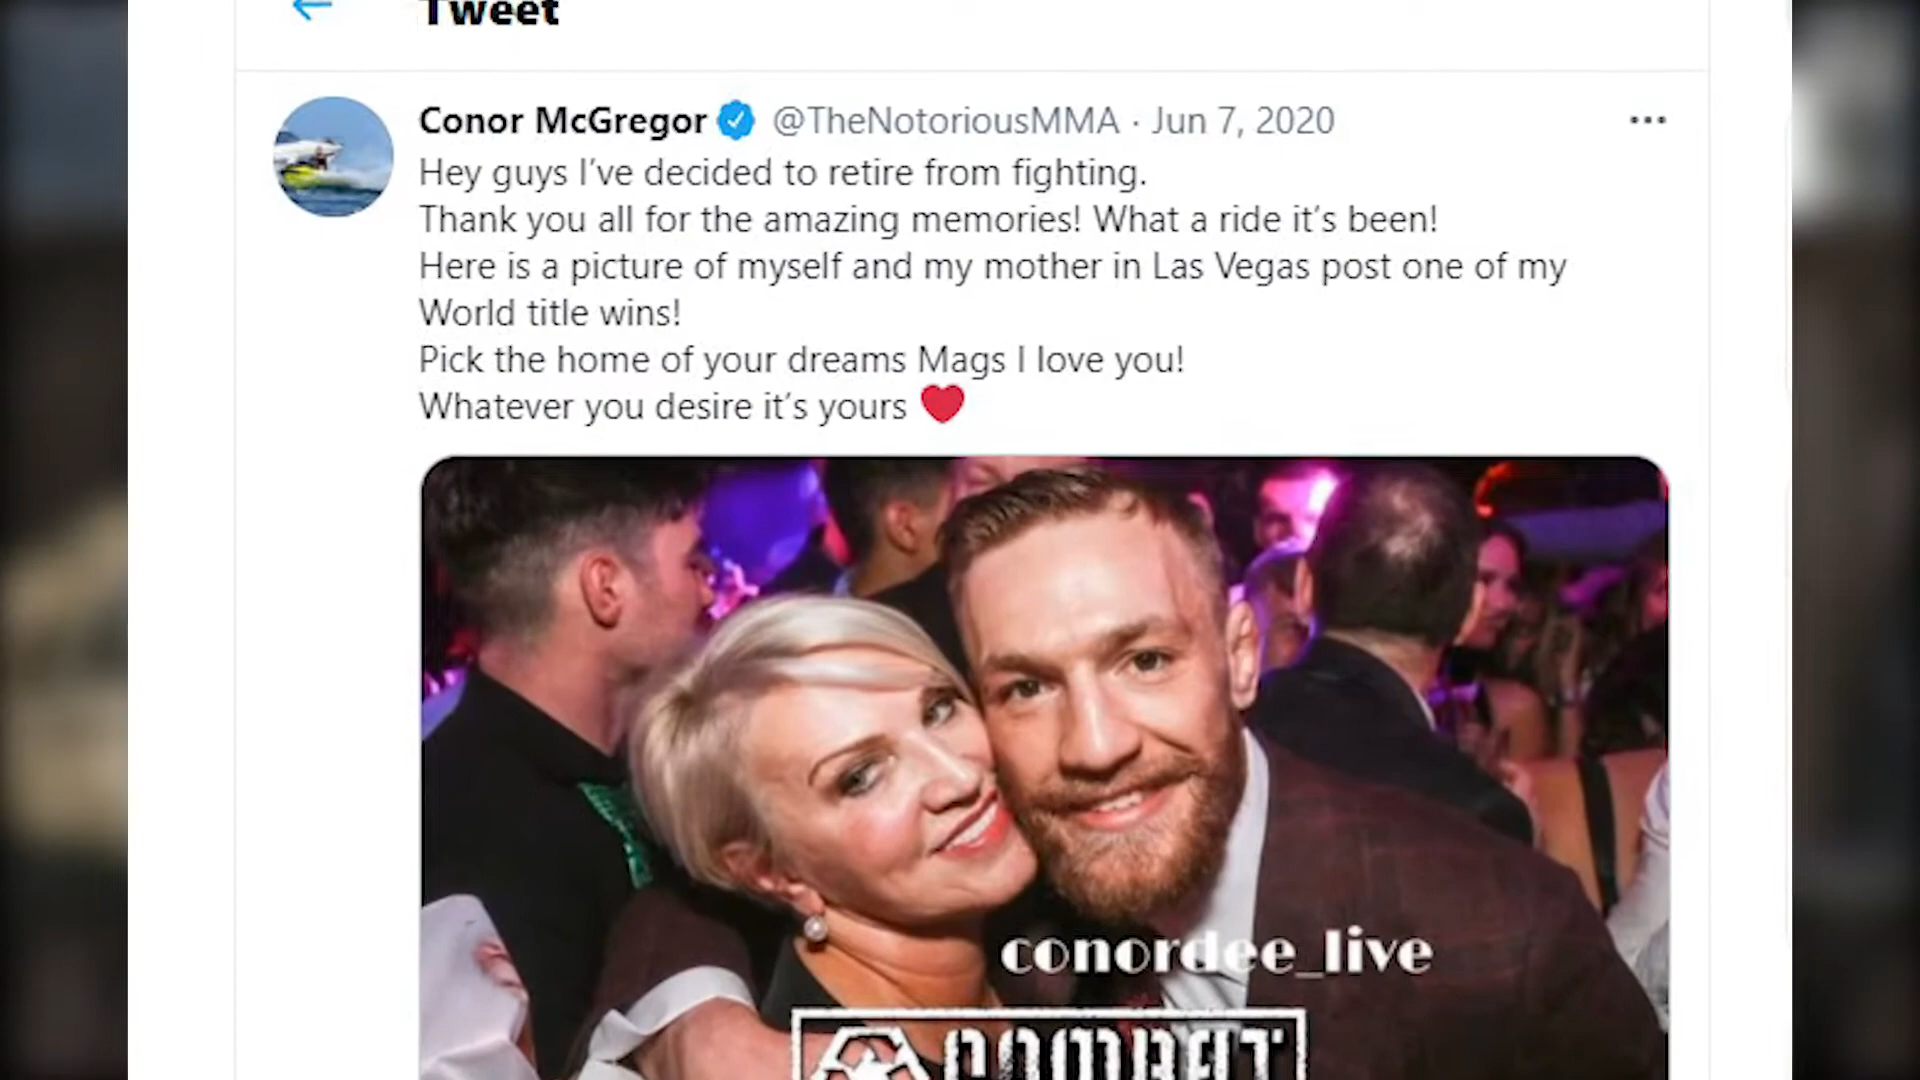 Tweet
Conor McGregor @TheNotoriousMMA · Jun 7, 2020
Hey guys I’ve decided to retire from fighting.
Thank you all for the amazing memories! What a ride it’s been!
Here is a picture of myself and my mother in Las Vegas post one of my
World title wins!
Pick the home of your dreams Mags I love you!
Whatever you desire it’s yours ❤️
conordee_live
COMBAT